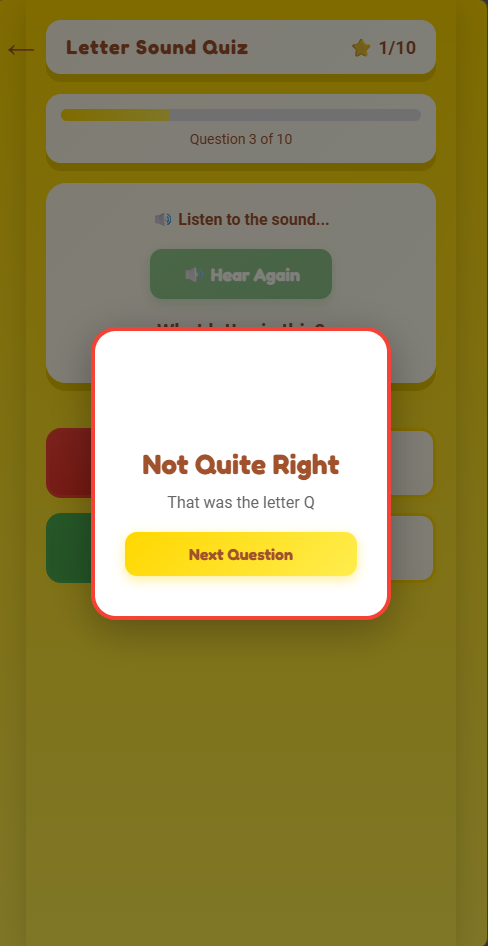 Letter Sound Quiz
1/10
Question 3 of 10
Listen to the sound...
Hear Again
Not Quite Right
That was the letter Q
Next Question